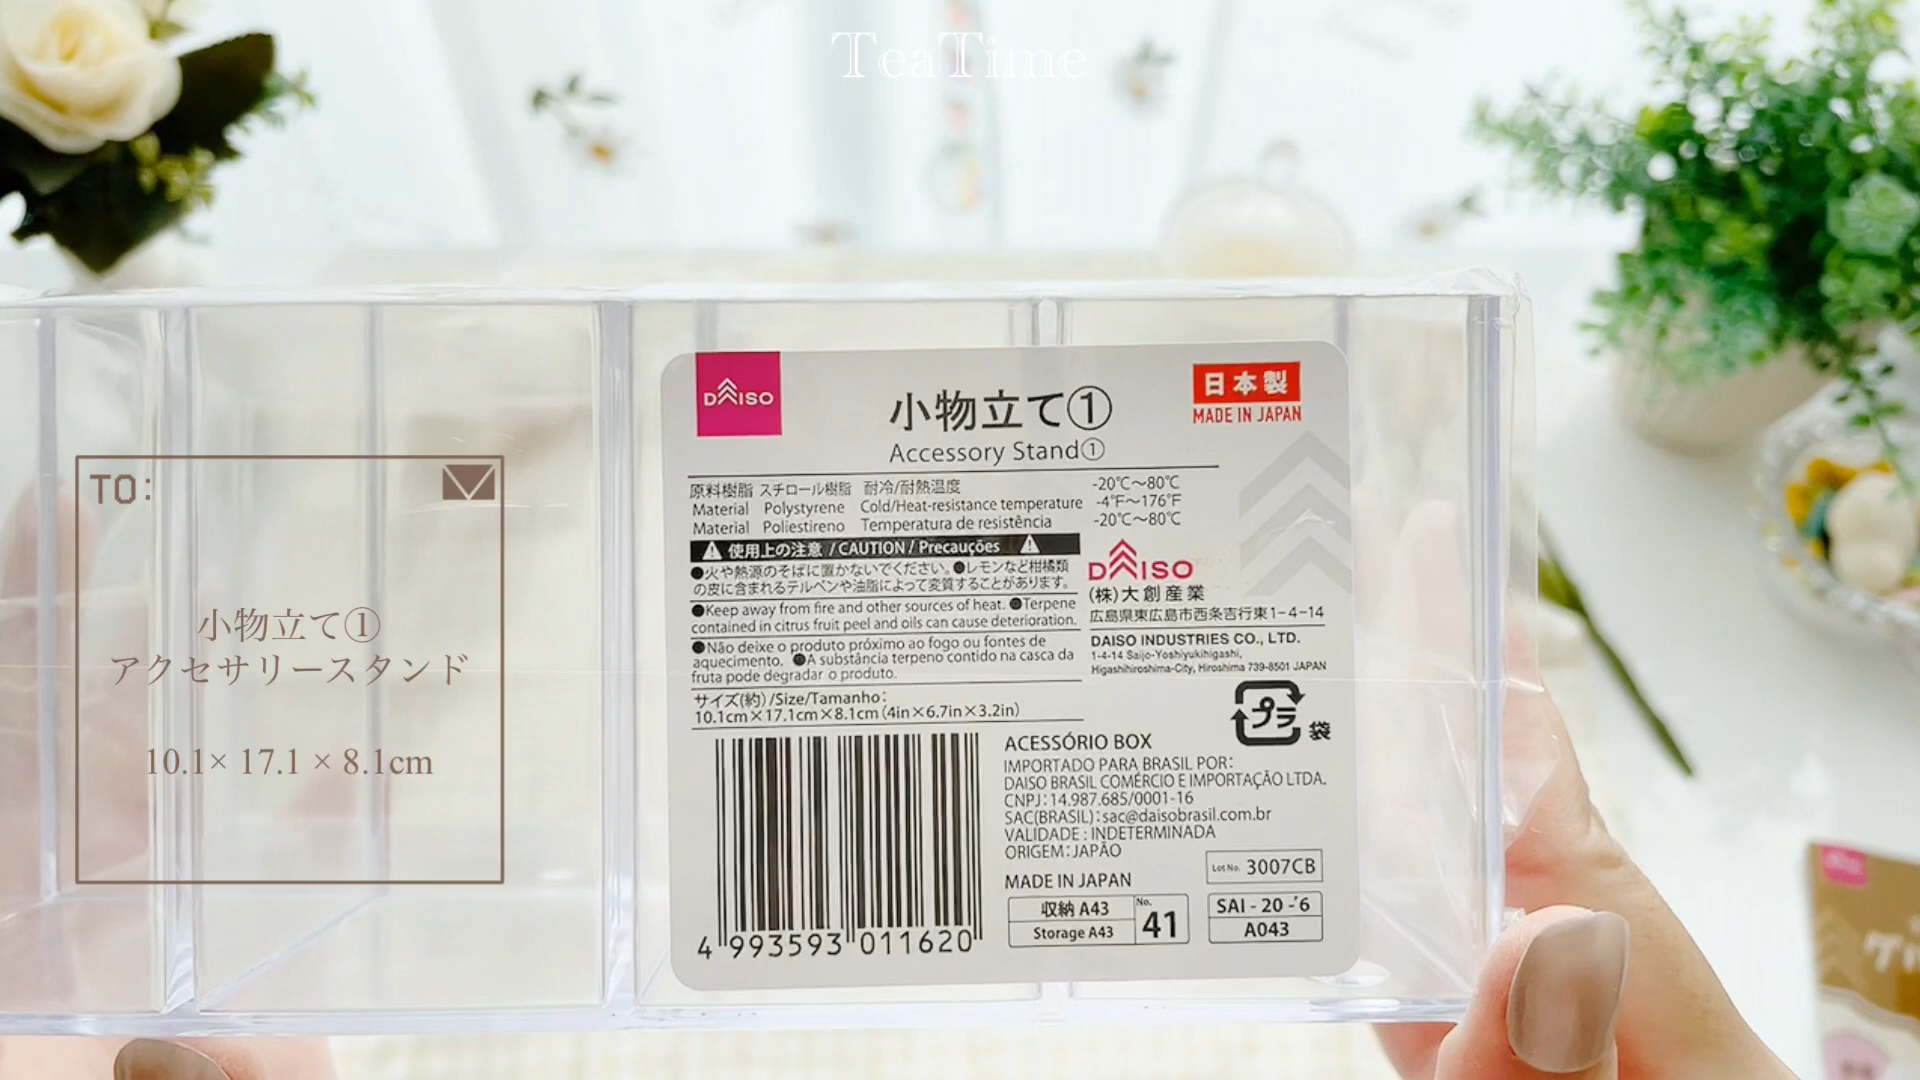 TeaTime
TO:
小物立て①
アクセサリースタンド
10.1× 17.1 × 8.1cm
DAISO
小物立て①
Accessory Stand①
日本製
MADE IN JAPAN
原料樹脂 スチロール樹脂 耐冷/耐熱温度 -20℃～80℃
Material Polystyrene Cold/Heat-resistance temperature -4°F～176°F
Material Poliestireno Temperatura de resistência -20℃～80℃
使用上の注意 / CAUTION / Precauções
●火や熱源のそばに置かないでください。●レモンなど柑橘類
の皮に含まれるテルペンや油脂によって変質することがあります。
●Keep away from fire and other sources of heat. ●Terpene
contained in citrus fruit peel and oils can cause deterioration.
●Não deixe o produto próximo ao fogo ou fontes de
aquecimento. ●A substância terpeno contido na casca da
fruta pode degradar o produto.
サイズ(約)/Size/Tamanho:
10.1cm×17.1cm×8.1cm(4in×6.7in×3.2in)
DAISO
(株)大創産業
広島県東広島市西条吉行東1-4-14
DAISO INDUSTRIES CO., LTD.
1-4-14 Saijo-Yoshiyukihigashi,
Higashihiroshima-City, Hiroshima 739-8501 JAPAN
プラ 袋
ACESSÓRIO BOX
IMPORTADO PARA BRASIL POR:
DAISO BRASIL COMÉRCIO E IMPORTAÇÃO LTDA.
CNPJ:14.987.685/0001-16
SAC(BRASIL):sac@daisobrasil.com.br
VALIDADE : INDETERMINADA
ORIGEM:JAPÃO
MADE IN JAPAN
Lot No. 3007CB
収納 A43
Storage A43
No. 41
SAI - 20 -'6
A043
4 993593 011620